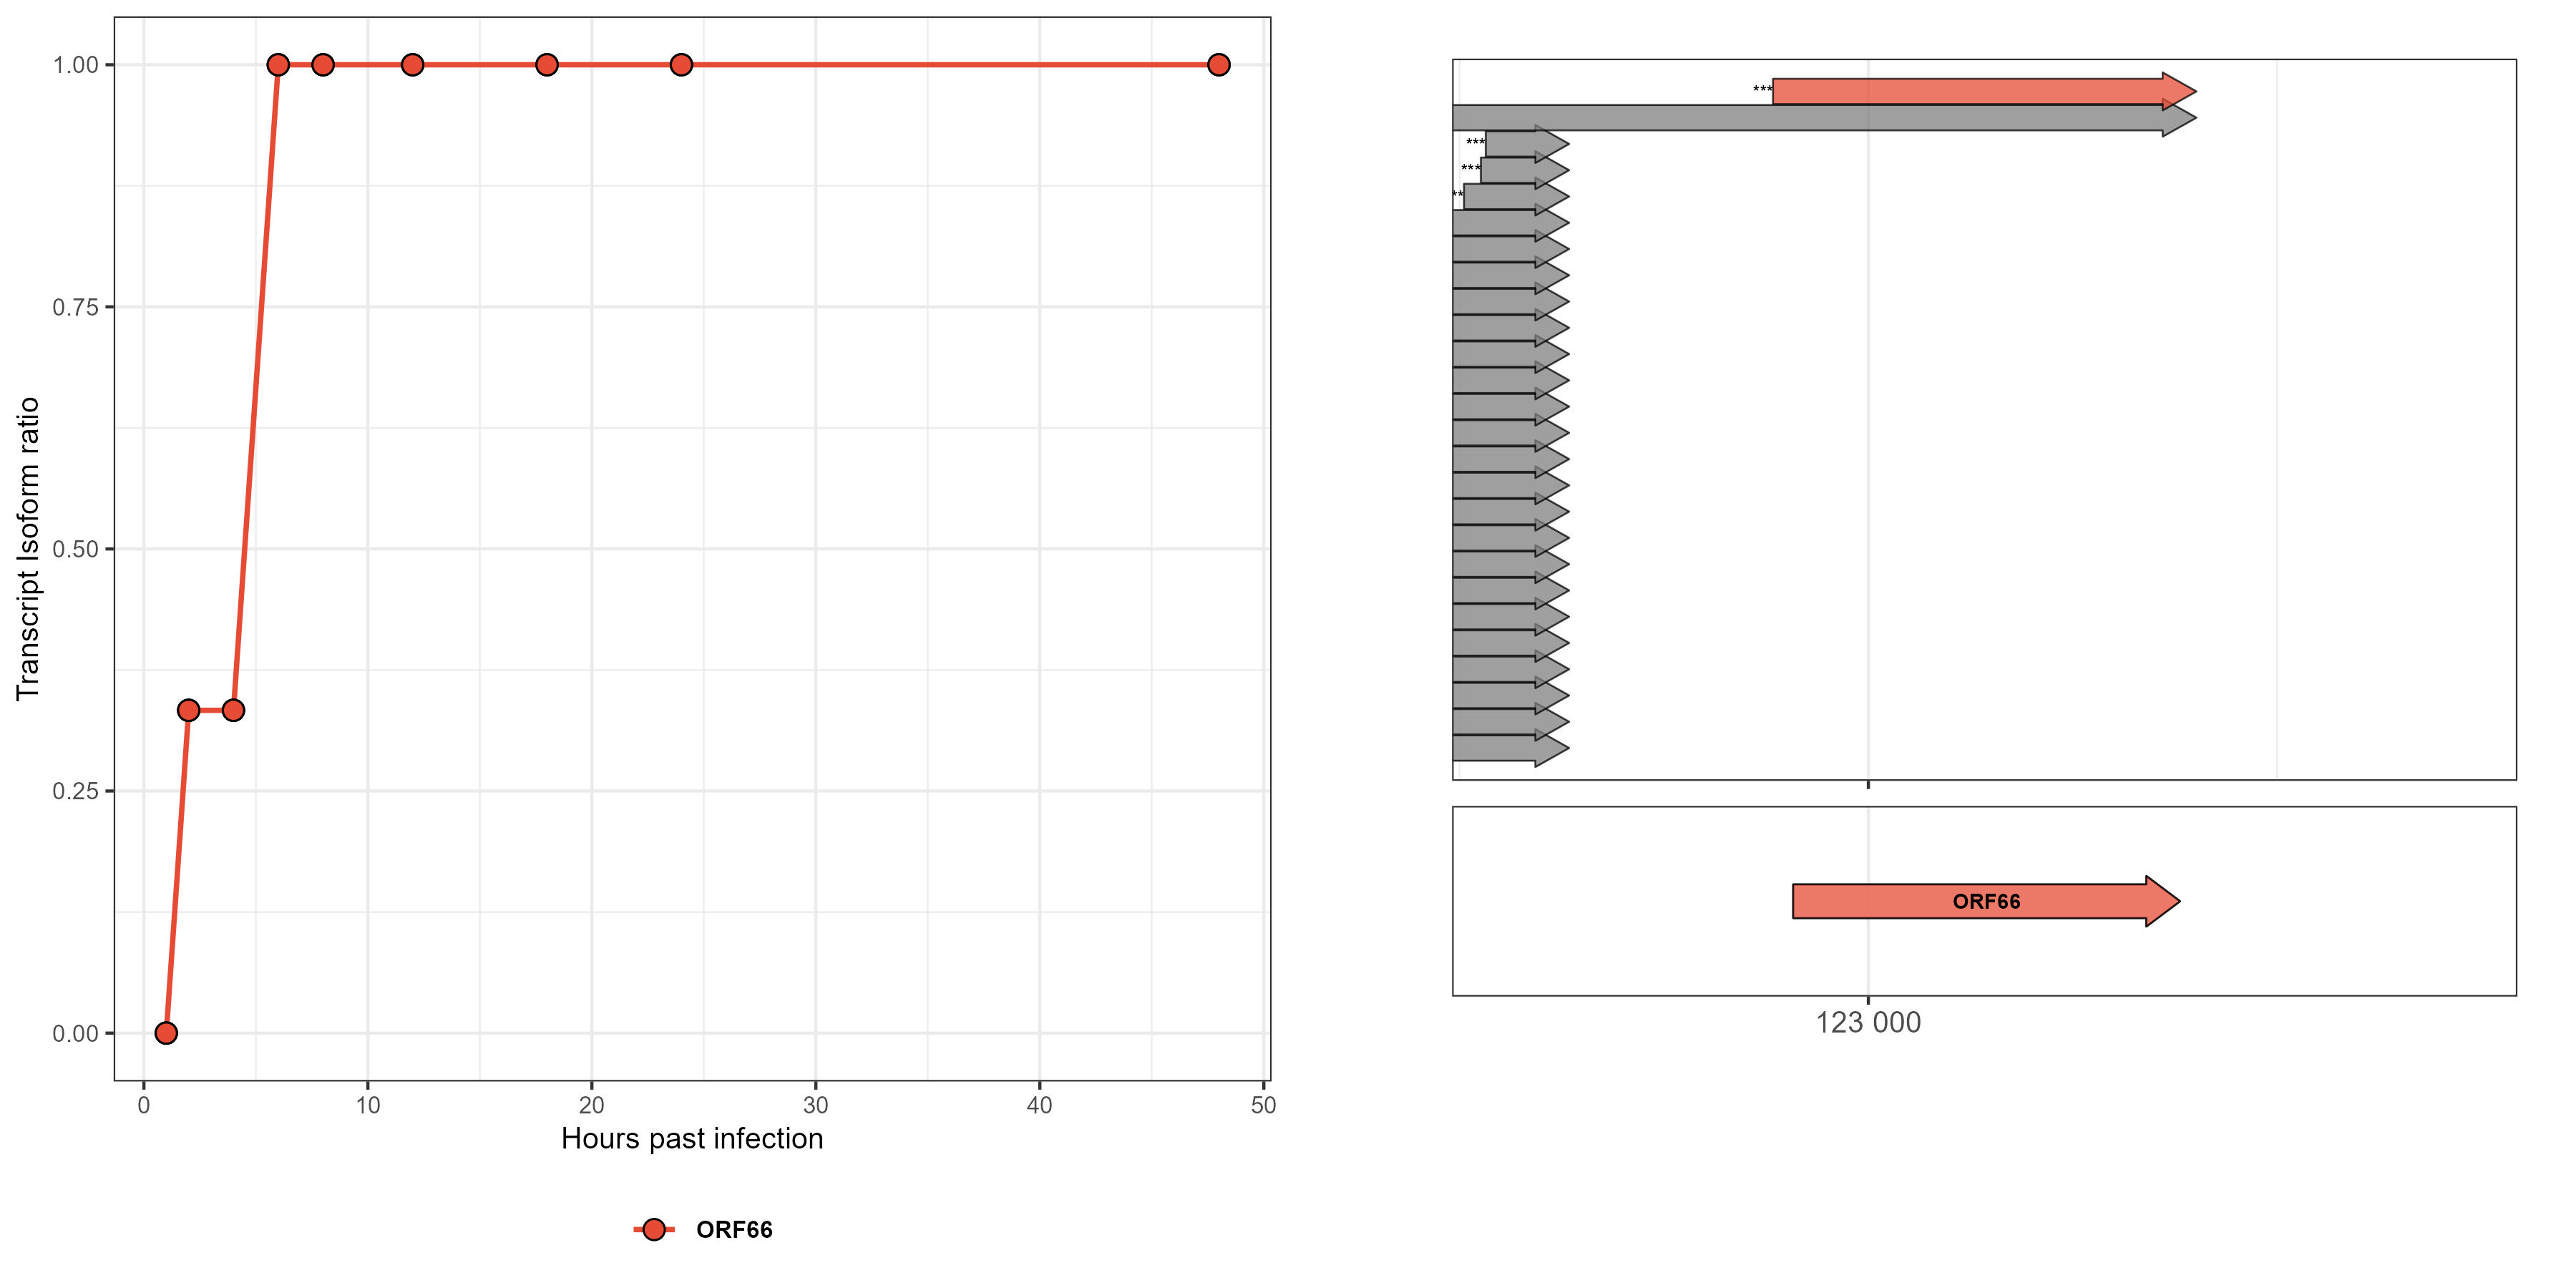 Transcript Isoform ratio
1.00
0.75
0.50
0.25
0.00
0 10 20 30 40 50
Hours past infection
ORF66
***
***
***
**
ORF66
123 000